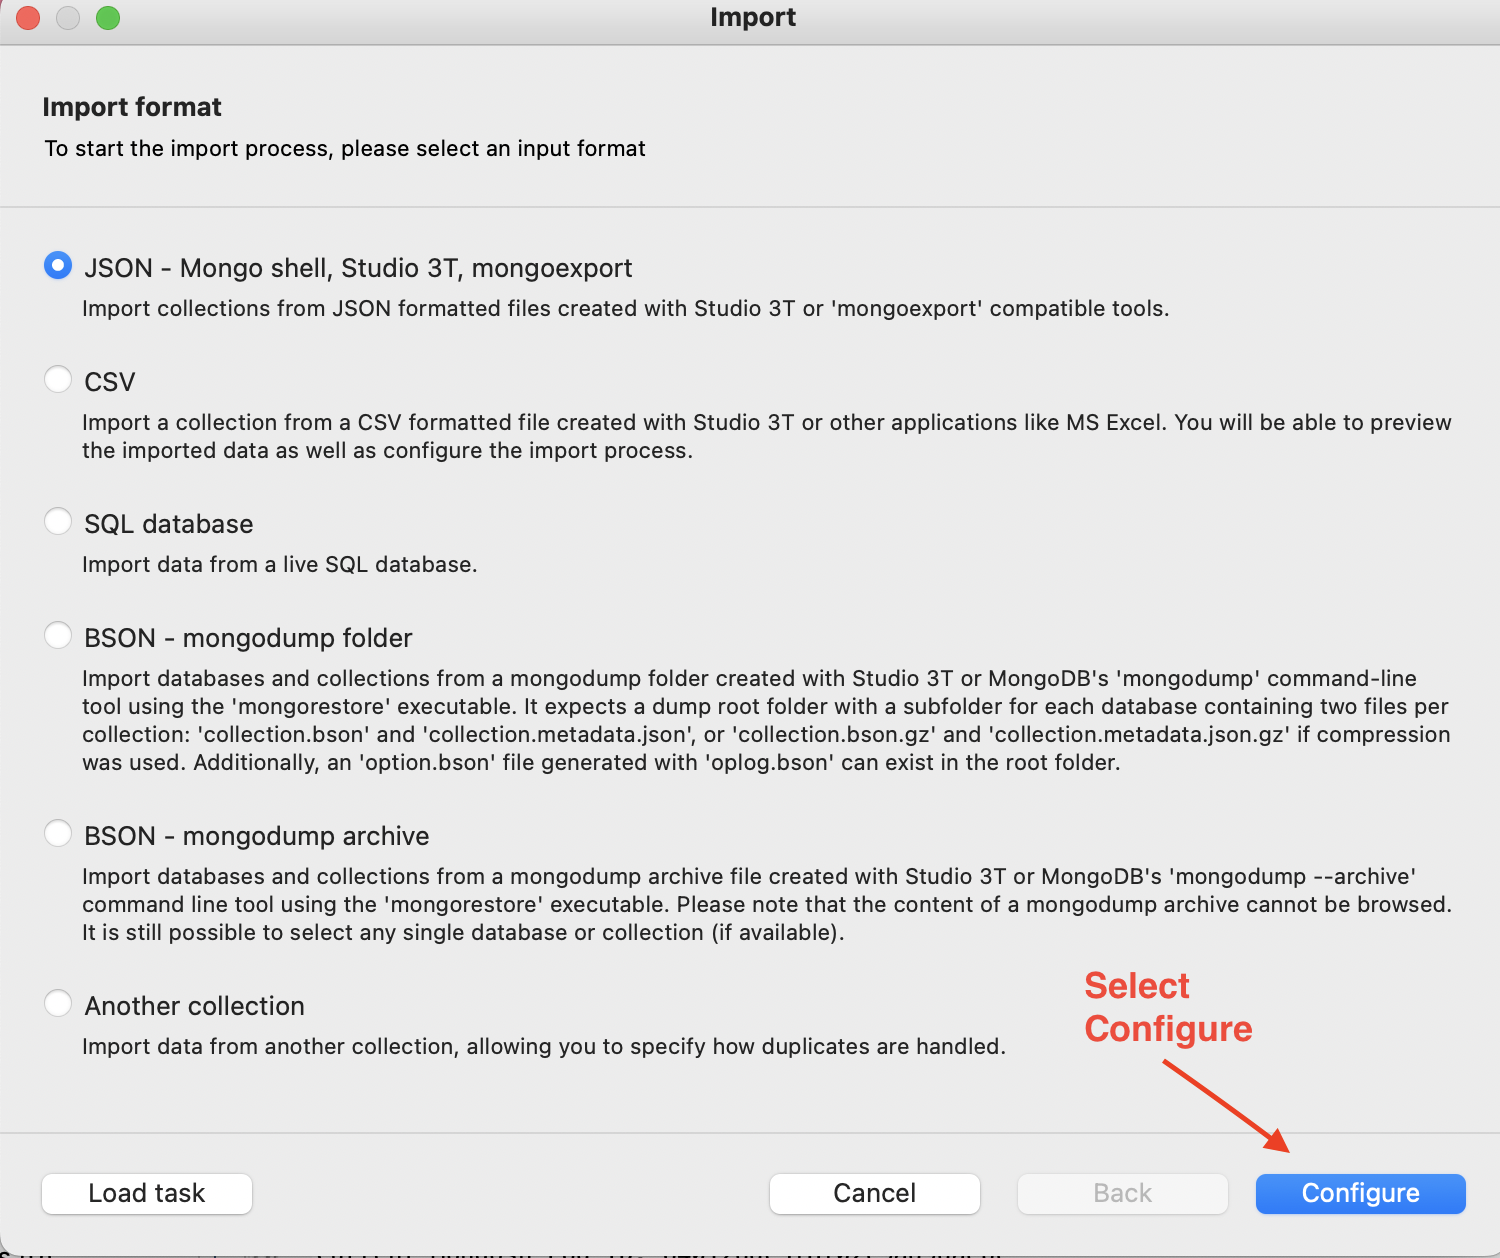 Import
Import format
To start the import process, please select an input format
JSON - Mongo shell, Studio 3T, mongoexport
Import collections from JSON formatted files created with Studio 3T or 'mongoexport' compatible tools.
CSV
Import a collection from a CSV formatted file created with Studio 3T or other applications like MS Excel. You will be able to preview
the imported data as well as configure the import process.
SQL database
Import data from a live SQL database.
BSON - mongodump folder
Import databases and collections from a mongodump folder created with Studio 3T or MongoDB's 'mongodump' command-line
tool using the 'mongorestore' executable. It expects a dump root folder with a subfolder for each database containing two files per
collection: 'collection.bson' and 'collection.metadata.json', or 'collection.bson.gz' and 'collection.metadata.json.gz' if compression
was used. Additionally, an 'option.bson' file generated with 'oplog.bson' can exist in the root folder.
BSON - mongodump archive
Import databases and collections from a mongodump archive file created with Studio 3T or MongoDB's 'mongodump --archive'
command line tool using the 'mongorestore' executable. Please note that the content of a mongodump archive cannot be browsed.
It is still possible to select any single database or collection (if available).
Another collection
Import data from another collection, allowing you to specify how duplicates are handled.
Select
Configure
Load task
Cancel
Back
Configure